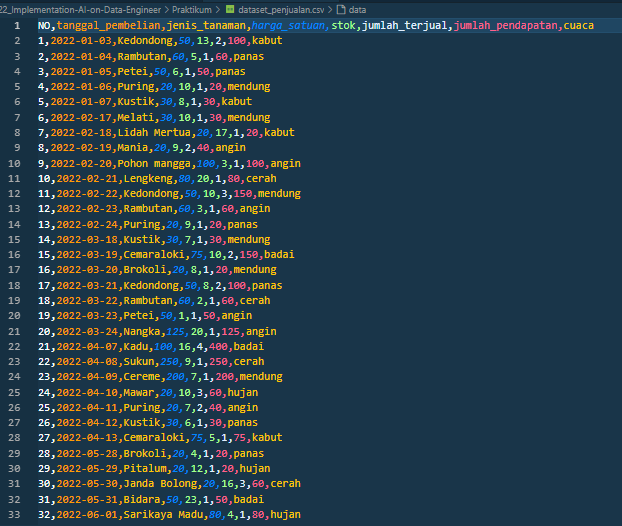 22_Implementation-AI-on-Data-Engineer > Praktikum > dataset_penjualan.csv > data
1 NO,tanggal_pembelian,jenis_tanaman,harga_satuan,stok,jumlah_terjual,jumlah_pendapatan,cuaca
2 1,2022-01-03,Kedondong,50,13,2,100,kabut
3 2,2022-01-04,Rambutan,60,5,1,60,panas
4 3,2022-01-05,Petei,50,6,1,50,panas
5 4,2022-01-06,Puring,20,10,1,20,mendung
6 5,2022-01-07,Kustik,30,8,1,30,kabut
7 6,2022-02-17,Melati,30,10,1,30,mendung
8 7,2022-02-18,Lidah Mertua,20,17,1,20,kabut
9 8,2022-02-19,Mania,20,9,2,40,angin
10 9,2022-02-20,Pohon mangga,100,3,1,100,angin
11 10,2022-02-21,Lengkeng,80,20,1,80,cerah
12 11,2022-02-22,Kedondong,50,10,3,150,mendung
13 12,2022-02-23,Rambutan,60,3,1,60,angin
14 13,2022-02-24,Puring,20,9,1,20,panas
15 14,2022-03-18,Kustik,30,7,1,30,mendung
16 15,2022-03-19,Cemaraloki,75,10,2,150,badai
17 16,2022-03-20,Brokoli,20,8,1,20,mendung
18 17,2022-03-21,Kedondong,50,8,2,100,panas
19 18,2022-03-22,Rambutan,60,2,1,60,cerah
20 19,2022-03-23,Petei,50,1,1,50,angin
21 20,2022-03-24,Nangka,125,20,1,125,angin
22 21,2022-04-07,Kadu,100,16,4,400,badai
23 22,2022-04-08,Sukun,250,9,1,250,cerah
24 23,2022-04-09,Cereme,200,7,1,200,mendung
25 24,2022-04-10,Mawar,20,10,3,60,hujan
26 25,2022-04-11,Puring,20,7,2,40,angin
27 26,2022-04-12,Kustik,30,6,1,30,panas
28 27,2022-04-13,Cemaraloki,75,5,1,75,kabut
29 28,2022-05-28,Brokoli,20,4,1,20,panas
30 29,2022-05-29,Pitalum,20,12,1,20,hujan
31 30,2022-05-30,Janda Bolong,20,16,3,60,cerah
32 31,2022-05-31,Bidara,50,23,1,50,badai
33 32,2022-06-01,Sarikaya Madu,80,4,1,80,hujan